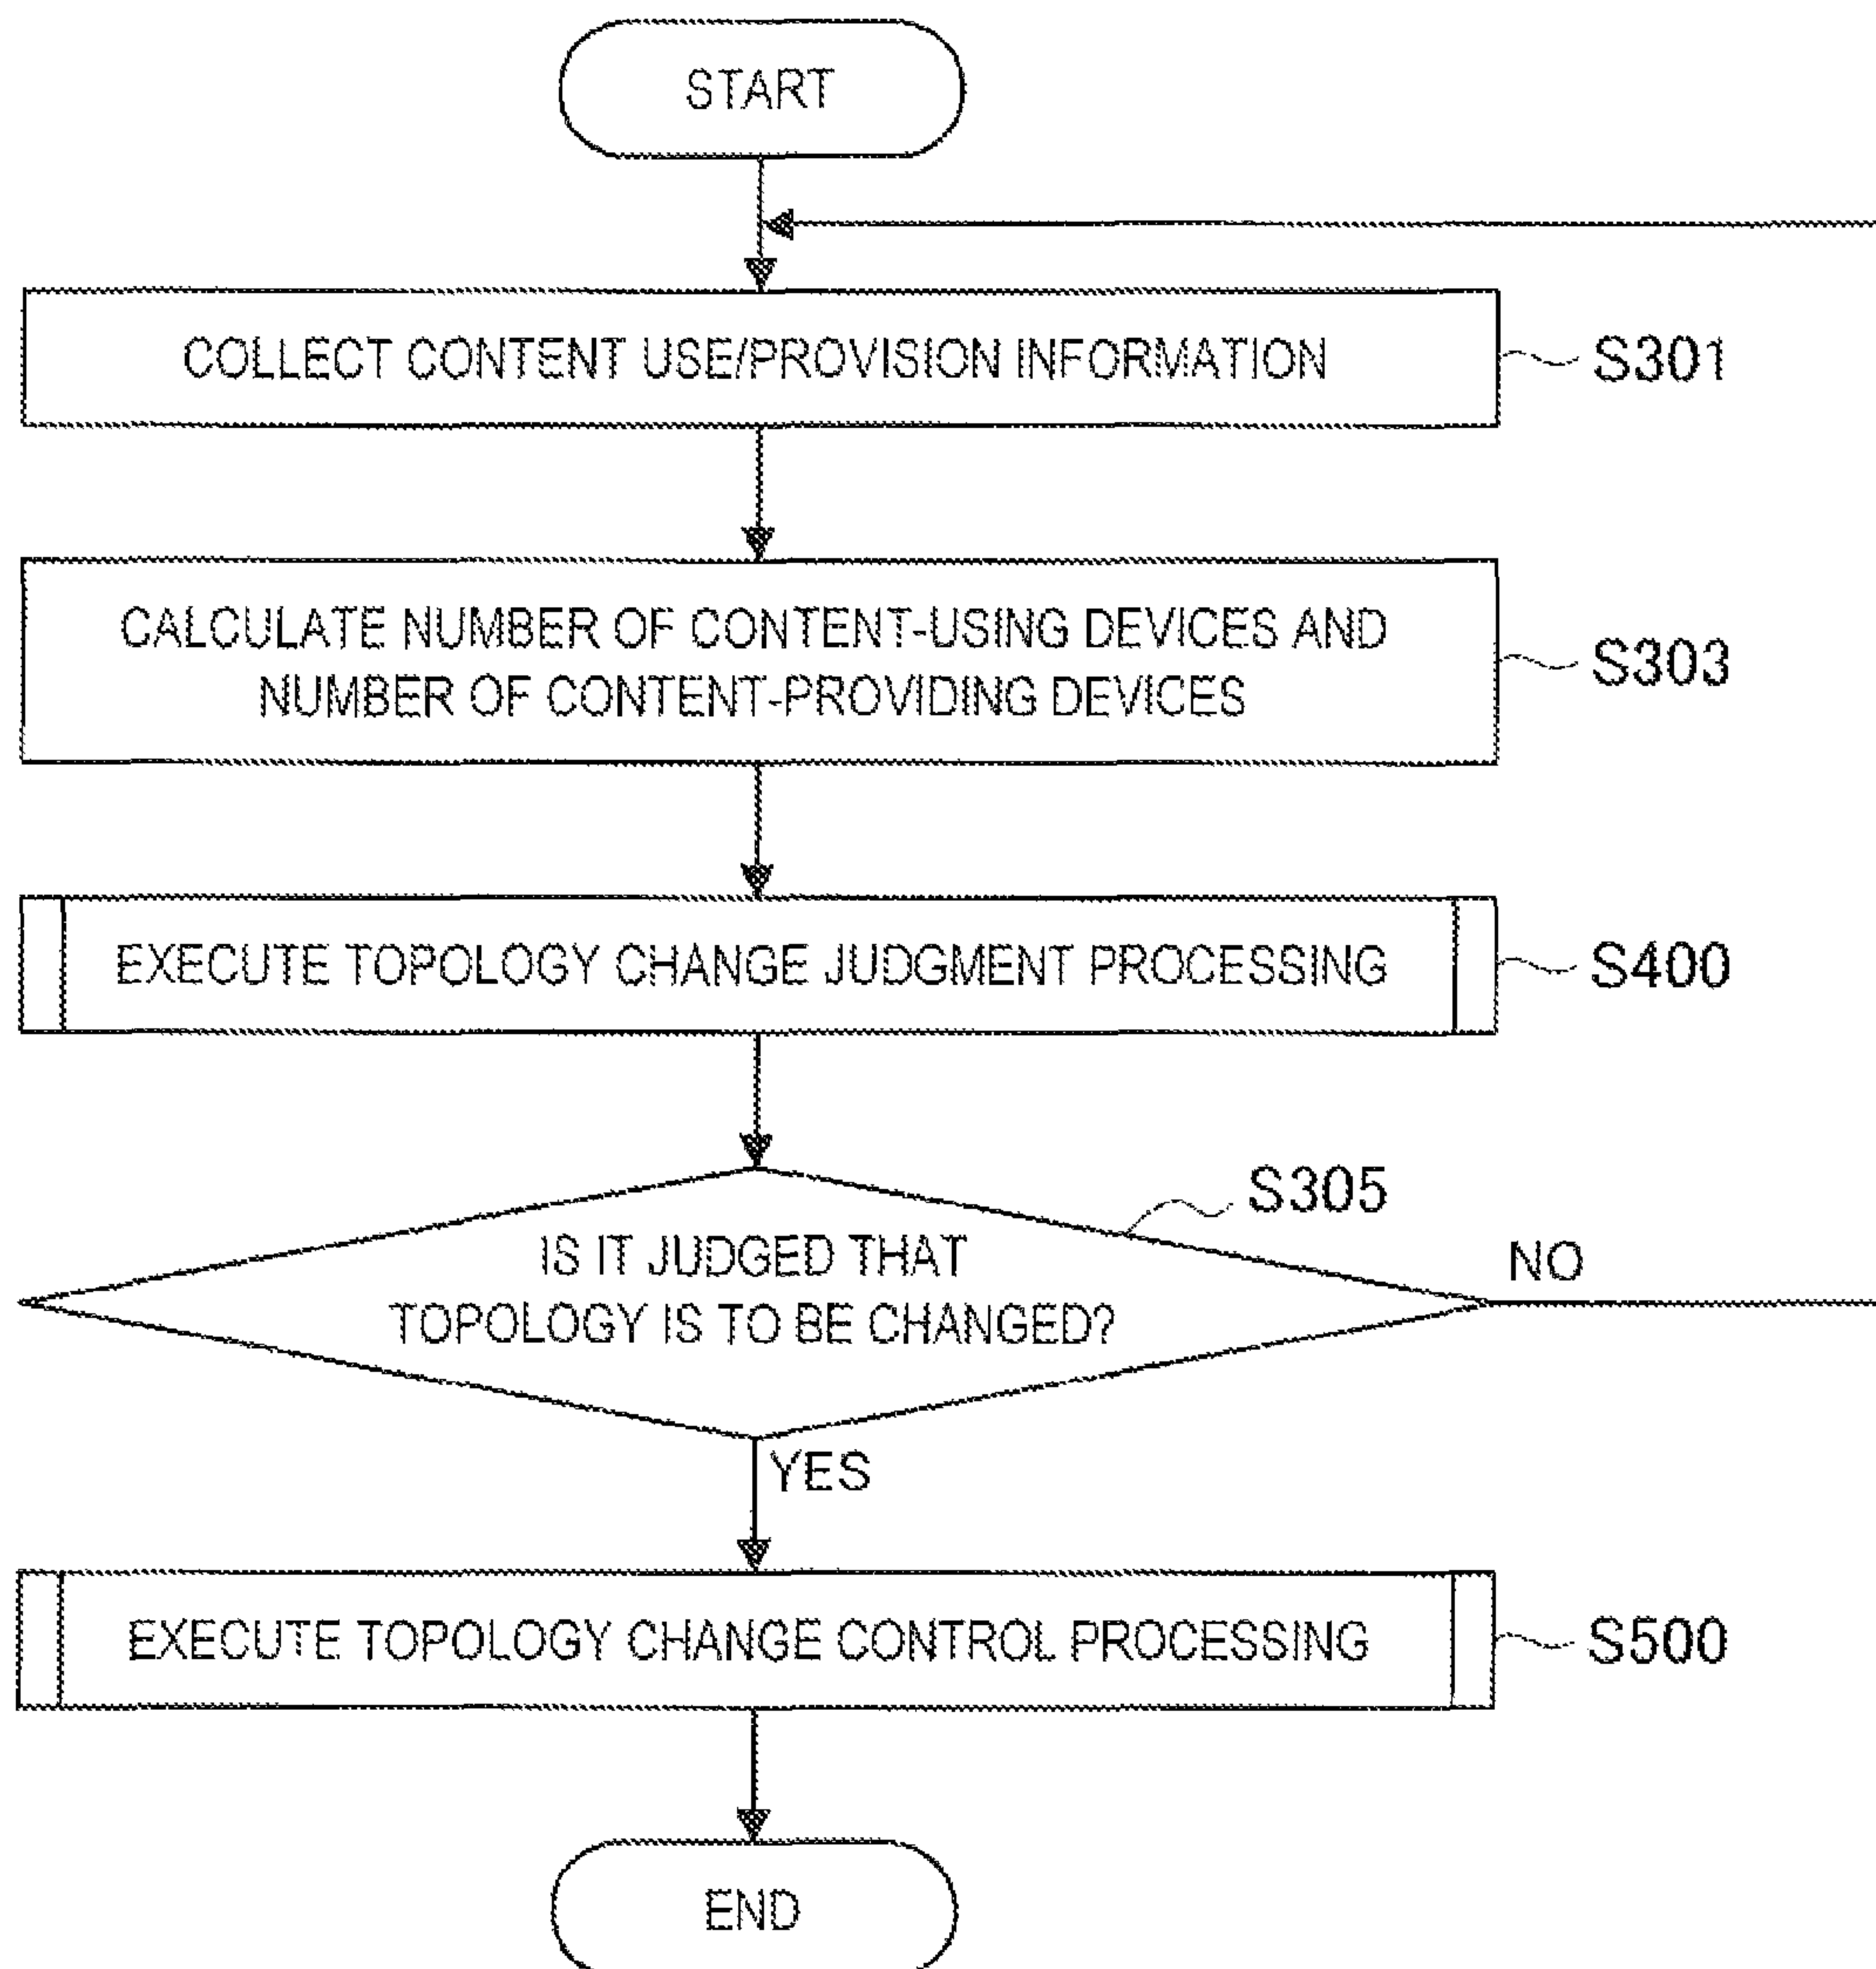 START
COLLECT CONTENT USE/PROVISION INFORMATION
S301
CALCULATE NUMBER OF CONTENT-USING DEVICES AND
NUMBER OF CONTENT-PROVIDING DEVICES
S303
EXECUTE TOPOLOGY CHANGE JUDGMENT PROCESSING
S400
S305
IS IT JUDGED THAT
TOPOLOGY IS TO BE CHANGED?
NO
YES
EXECUTE TOPOLOGY CHANGE CONTROL PROCESSING
S500
END